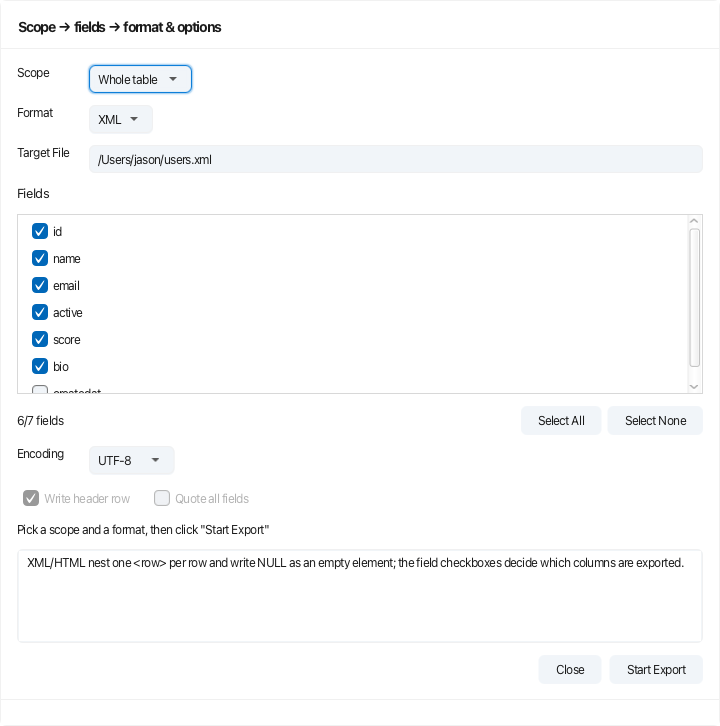 Scope → fields → format & options
Scope
Whole table
Format
XML
Target File
/Users/jason/users.xml
Fields
id
name
email
active
score
bio
6/7 fields
Select All
Select None
Encoding
UTF-8
Write header row
Quote all fields
Pick a scope and a format, then click "Start Export"
XML/HTML nest one <row> per row and write NULL as an empty element; the field checkboxes decide which columns are exported.
Close
Start Export